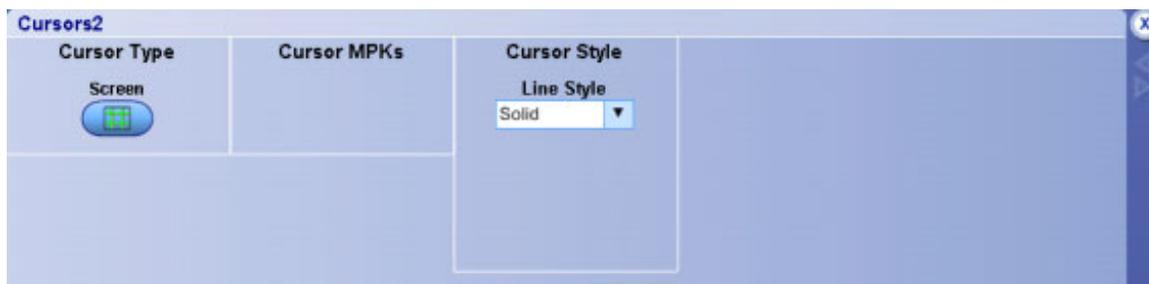 Cursors2
X
Cursor Type
Cursor MPKs
Cursor Style
Screen
Line Style
Solid